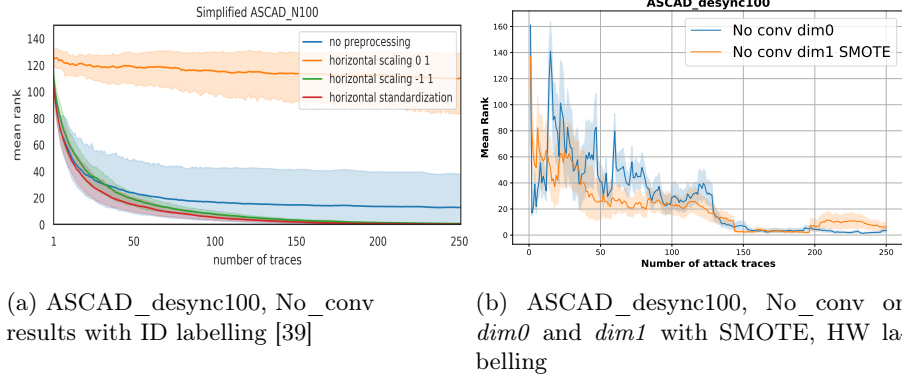 Simplified ASCAD_N100
140
120
100
80
60
40
20
0
mean rank
1 50 100 150 200 250
number of traces
no preprocessing
horizontal scaling 0 1
horizontal scaling -1 1
horizontal standardization
(a) ASCAD_desync100, No_conv
results with ID labelling [39]
ASCAD_desync100
160
140
120
100
80
60
40
20
0
Mean Rank
0 50 100 150 200 250
Number of attack traces
No conv dim0
No conv dim1 SMOTE
(b) ASCAD_desync100, No_conv on
dim0 and dim1 with SMOTE, HW la-
belling